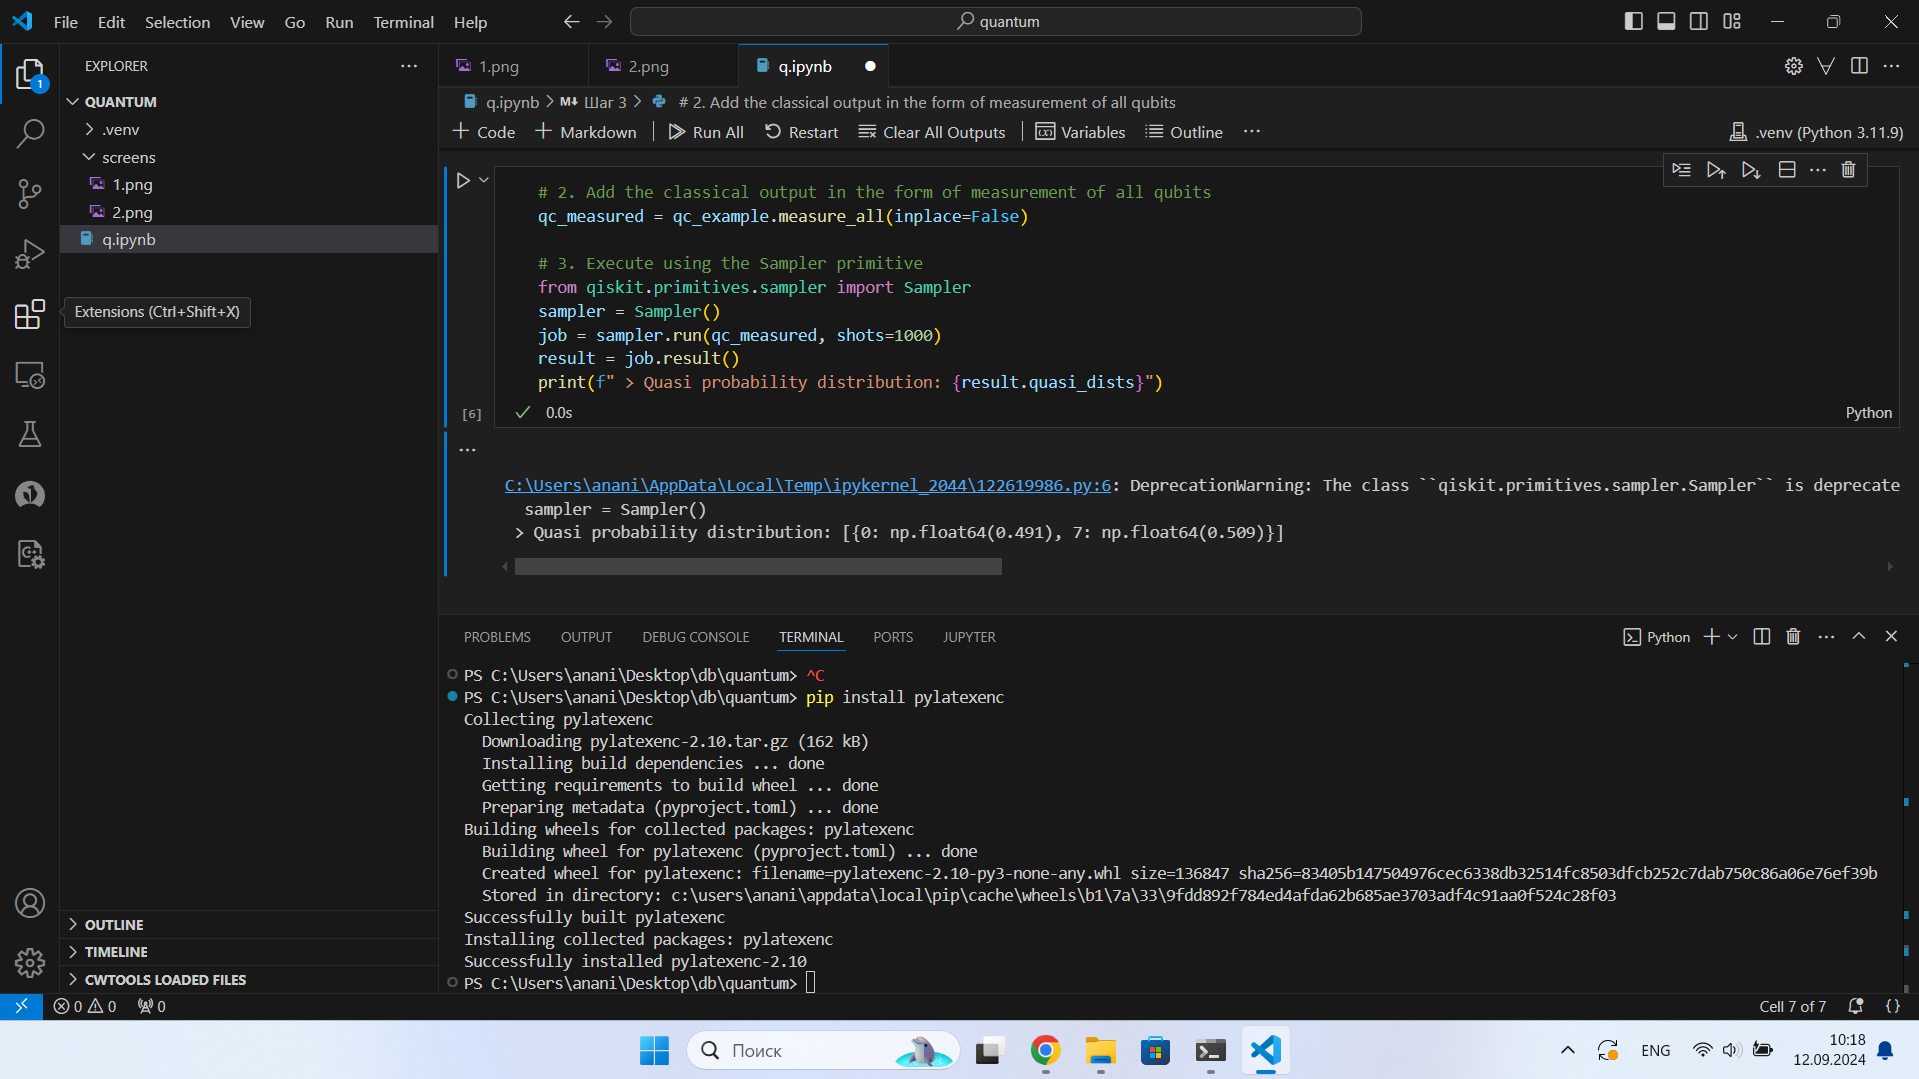 File Edit Selection View Go Run Terminal Help
quantum
EXPLORER
1
QUANTUM
.venv
screens
1.png
2.png
q.ipynb
Extensions (Ctrl+Shift+X)
OUTLINE
TIMELINE
CWTOOLS LOADED FILES
1.png 2.png q.ipynb
q.ipynb > M↓ Шаг 3 > # 2. Add the classical output in the form of measurement of all qubits
+ Code + Markdown Run All Restart Clear All Outputs Variables Outline ... .venv (Python 3.11.9)
# 2. Add the classical output in the form of measurement of all qubits
qc_measured = qc_example.measure_all(inplace=False)
# 3. Execute using the Sampler primitive
from qiskit.primitives.sampler import Sampler
sampler = Sampler()
job = sampler.run(qc_measured, shots=1000)
result = job.result()
print(f" > Quasi probability distribution: {result.quasi_dists}")
[6] 0.0s Python
...
C:\Users\anani\AppData\Local\Temp\ipykernel_2044\122619986.py:6: DeprecationWarning: The class ``qiskit.primitives.sampler.Sampler`` is deprecate
sampler = Sampler()
> Quasi probability distribution: [{0: np.float64(0.491), 7: np.float64(0.509)}]
PROBLEMS OUTPUT DEBUG CONSOLE TERMINAL PORTS JUPYTER Python
PS C:\Users\anani\Desktop\db\quantum> ^C
PS C:\Users\anani\Desktop\db\quantum> pip install pylatexenc
Collecting pylatexenc
Downloading pylatexenc-2.10.tar.gz (162 kB)
Installing build dependencies ... done
Getting requirements to build wheel ... done
Preparing metadata (pyproject.toml) ... done
Building wheels for collected packages: pylatexenc
Building wheel for pylatexenc (pyproject.toml) ... done
Created wheel for pylatexenc: filename=pylatexenc-2.10-py3-none-any.whl size=136847 sha256=83405b147504976cec6338db32514fc8503dfcb252c7dab750c86a06e76ef39b
Stored in directory: c:\users\anani\appdata\local\pip\cache\wheels\b1\7a\33\9fdd892f784ed4afda62b685ae3703adf4c91aa0f524c28f03
Successfully built pylatexenc
Installing collected packages: pylatexenc
Successfully installed pylatexenc-2.10
PS C:\Users\anani\Desktop\db\quantum>
0 0 0 Cell 7 of 7 {}
Поиск
ENG
10:18
12.09.2024